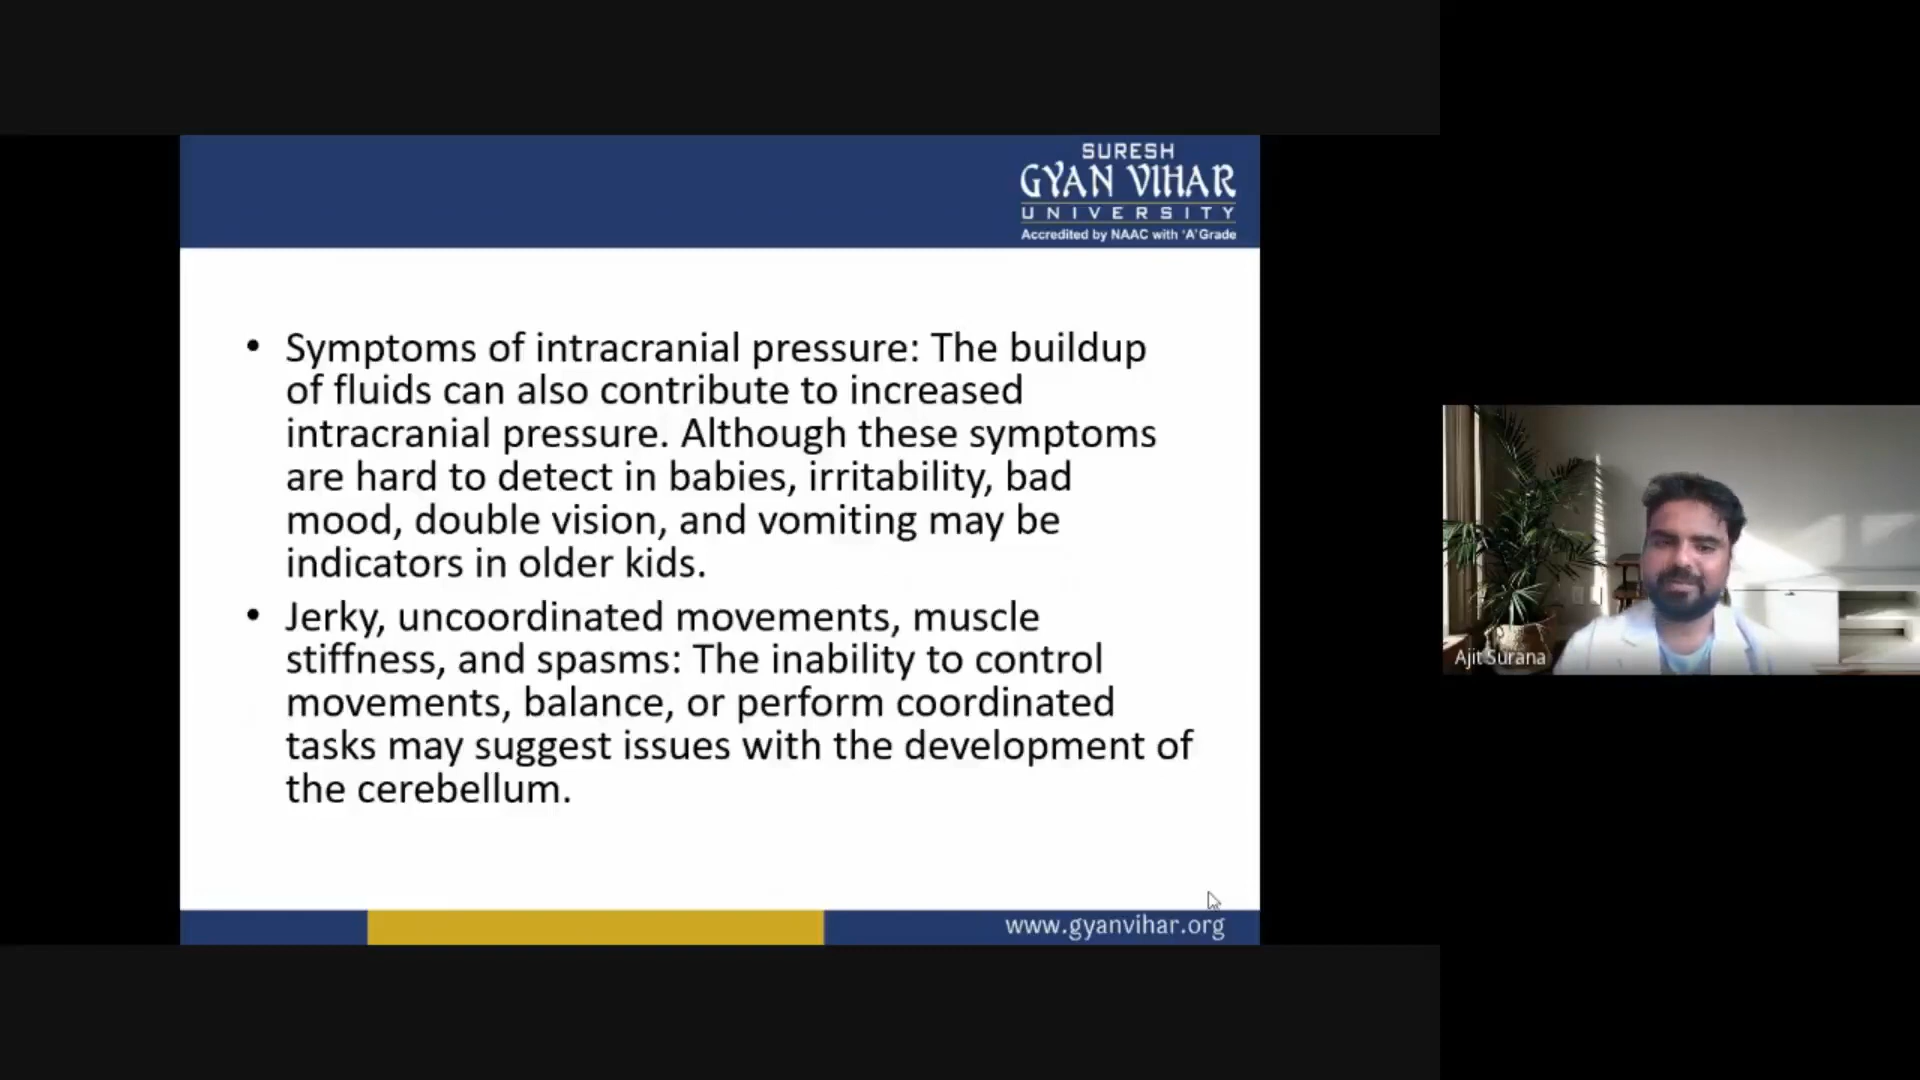 SURESH
GYAN VIHAR
UNIVERSITY
Accredited by NAAC with 'A' Grade
• Symptoms of intracranial pressure: The buildup
of fluids can also contribute to increased
intracranial pressure. Although these symptoms
are hard to detect in babies, irritability, bad
mood, double vision, and vomiting may be
indicators in older kids.
• Jerky, uncoordinated movements, muscle
stiffness, and spasms: The inability to control
movements, balance, or perform coordinated
tasks may suggest issues with the development of
the cerebellum.
www.gyanvihar.org
Ajit Surana